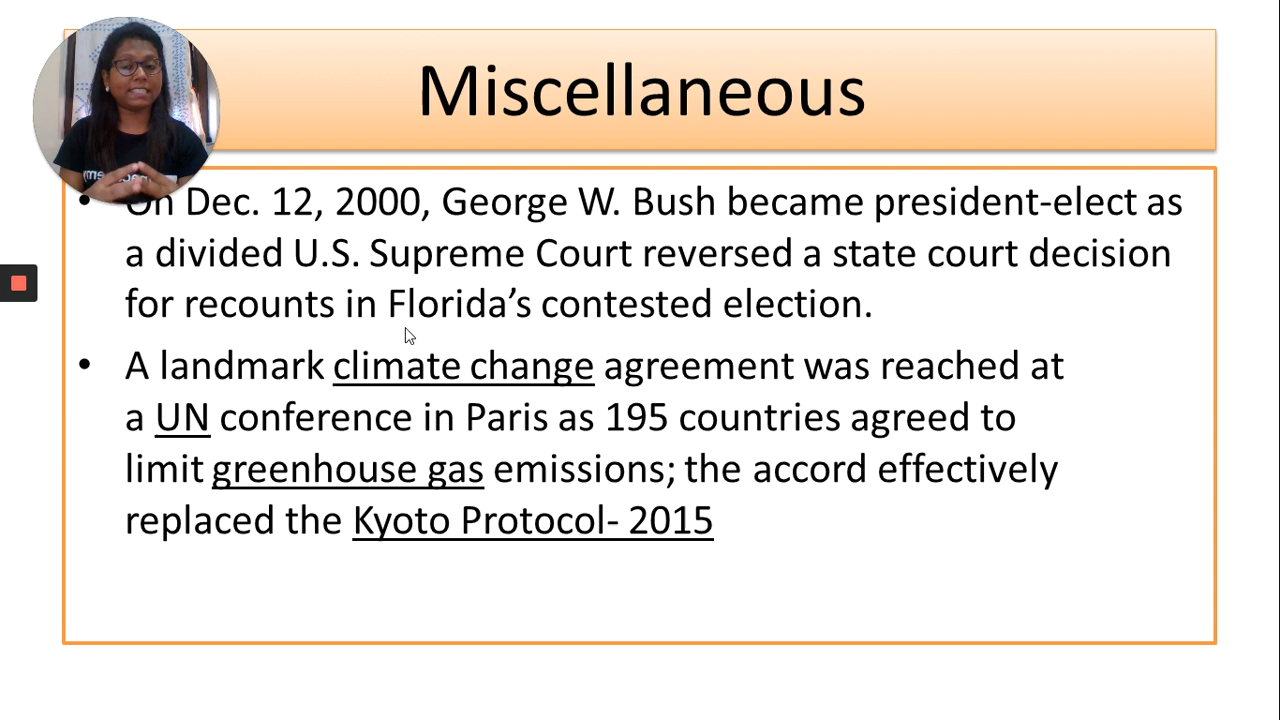 Miscellaneous
• On Dec. 12, 2000, George W. Bush became president-elect as
a divided U.S. Supreme Court reversed a state court decision
for recounts in Florida’s contested election.
• A landmark climate change agreement was reached at
a UN conference in Paris as 195 countries agreed to
limit greenhouse gas emissions; the accord effectively
replaced the Kyoto Protocol- 2015